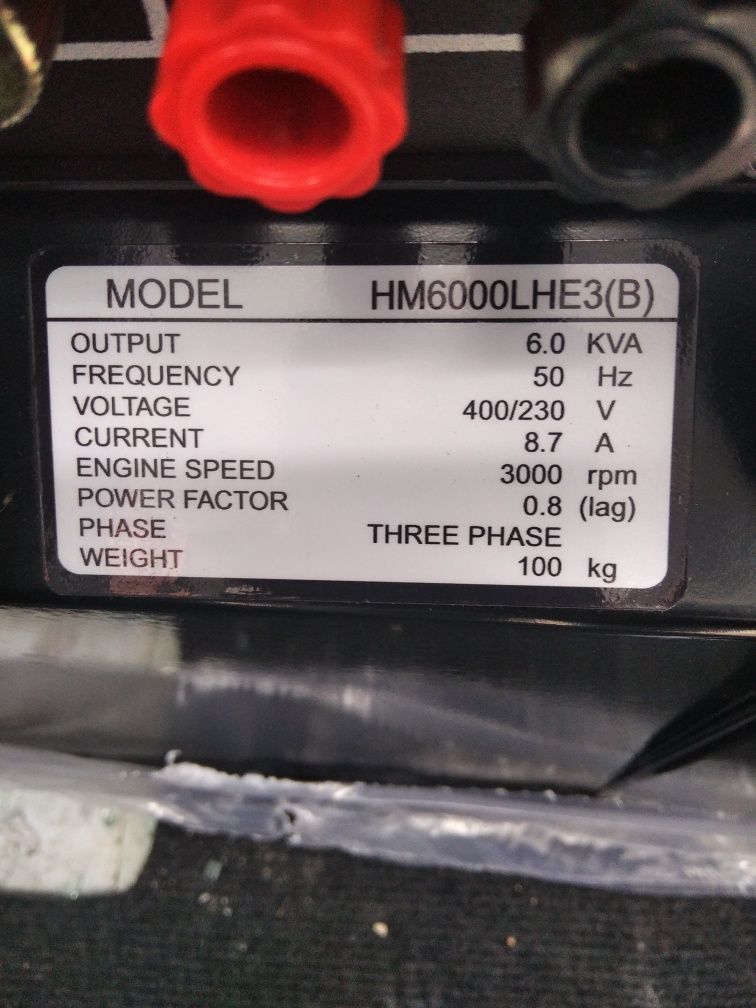 MODEL HM6000LHE3(B)
OUTPUT 6.0 KVA
FREQUENCY 50 Hz
VOLTAGE 400/230 V
CURRENT 8.7 A
ENGINE SPEED 3000 rpm
POWER FACTOR 0.8 (lag)
PHASE THREE PHASE
WEIGHT 100 kg